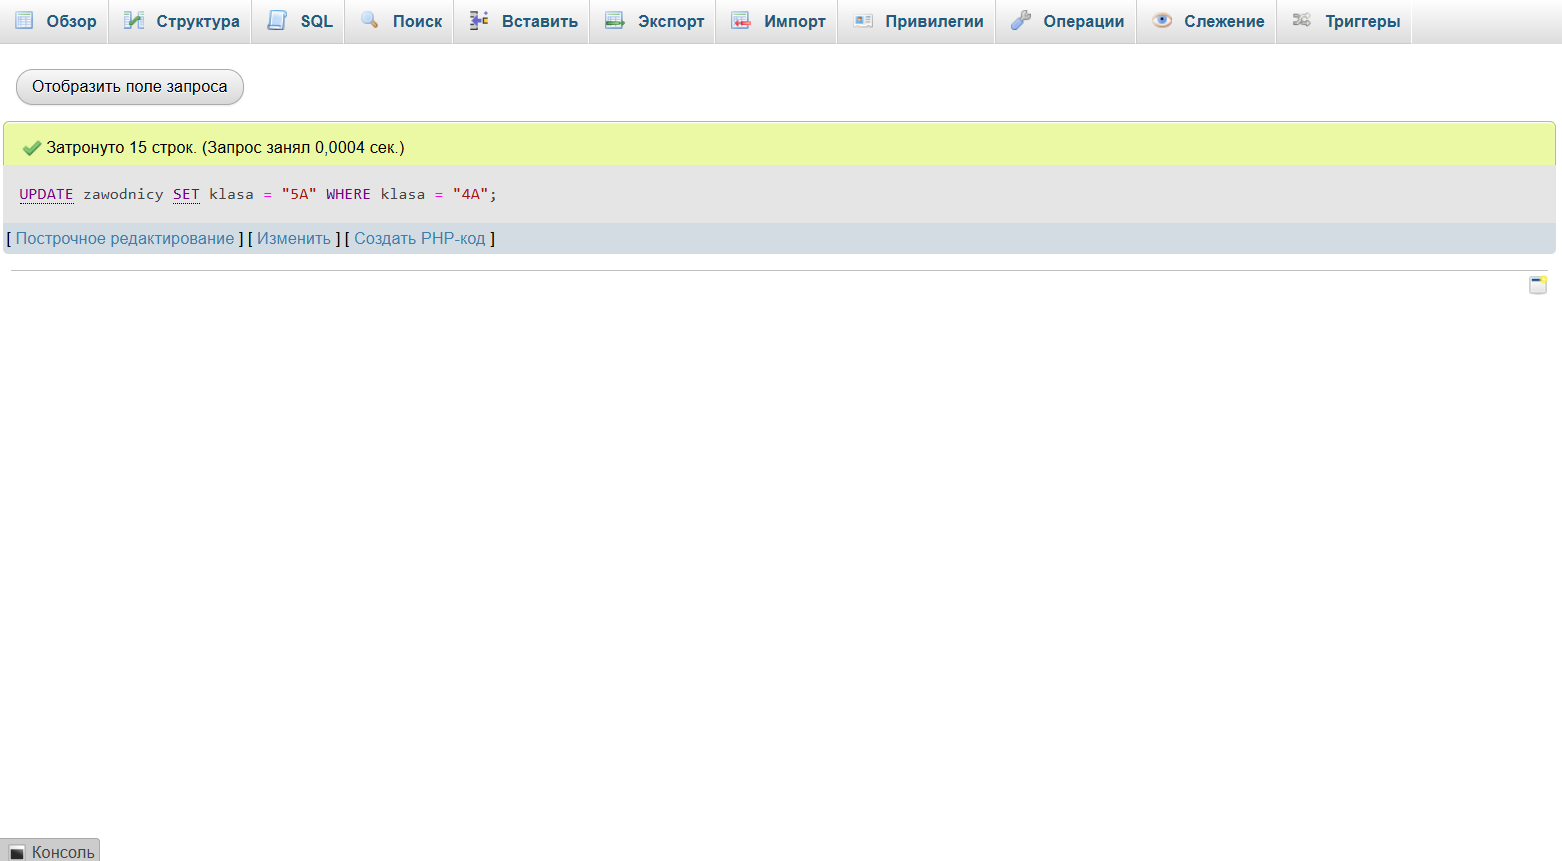 Обзор Структура SQL Поиск Вставить Экспорт Импорт Привилегии Операции Слежение Триггеры
Отобразить поле запроса
Затронуто 15 строк. (Запрос занял 0,0004 сек.)
UPDATE zawodnicy SET klasa = "5A" WHERE klasa = "4A";
[ Построчное редактирование ] [ Изменить ] [ Создать PHP-код ]
Консоль